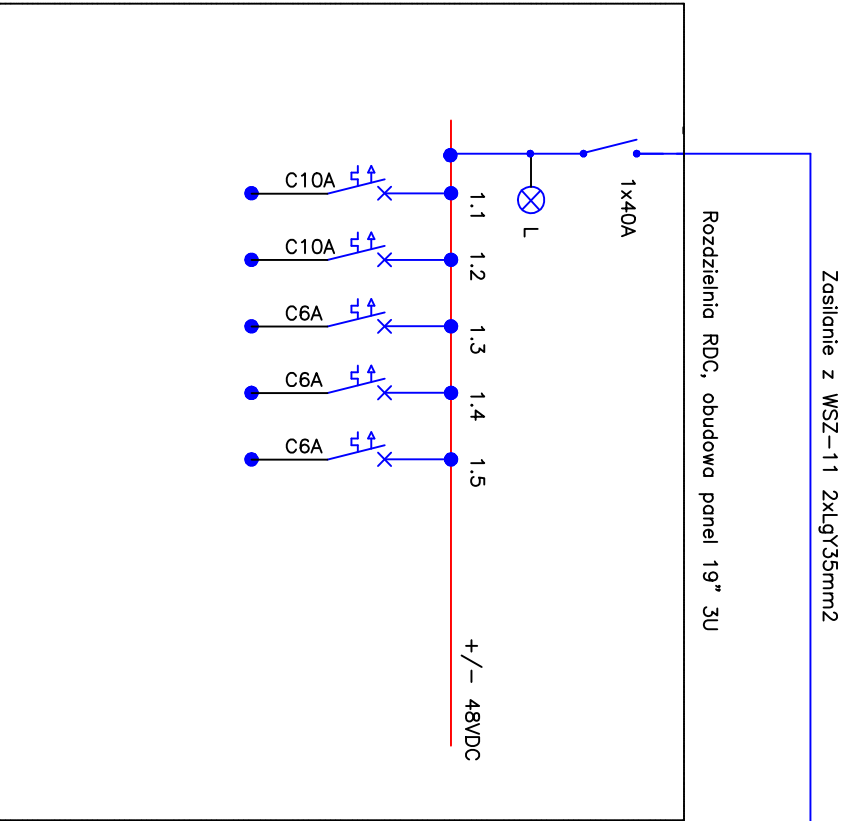 Zasilanie z WSZ-11 2xLgY35mm2
Rozdzielnia RDC, obudowa panel 19" 3U
1x40A
L
+/- 48VDC
1.1
C10A
1.2
C10A
1.3
C6A
1.4
C6A
1.5
C6A